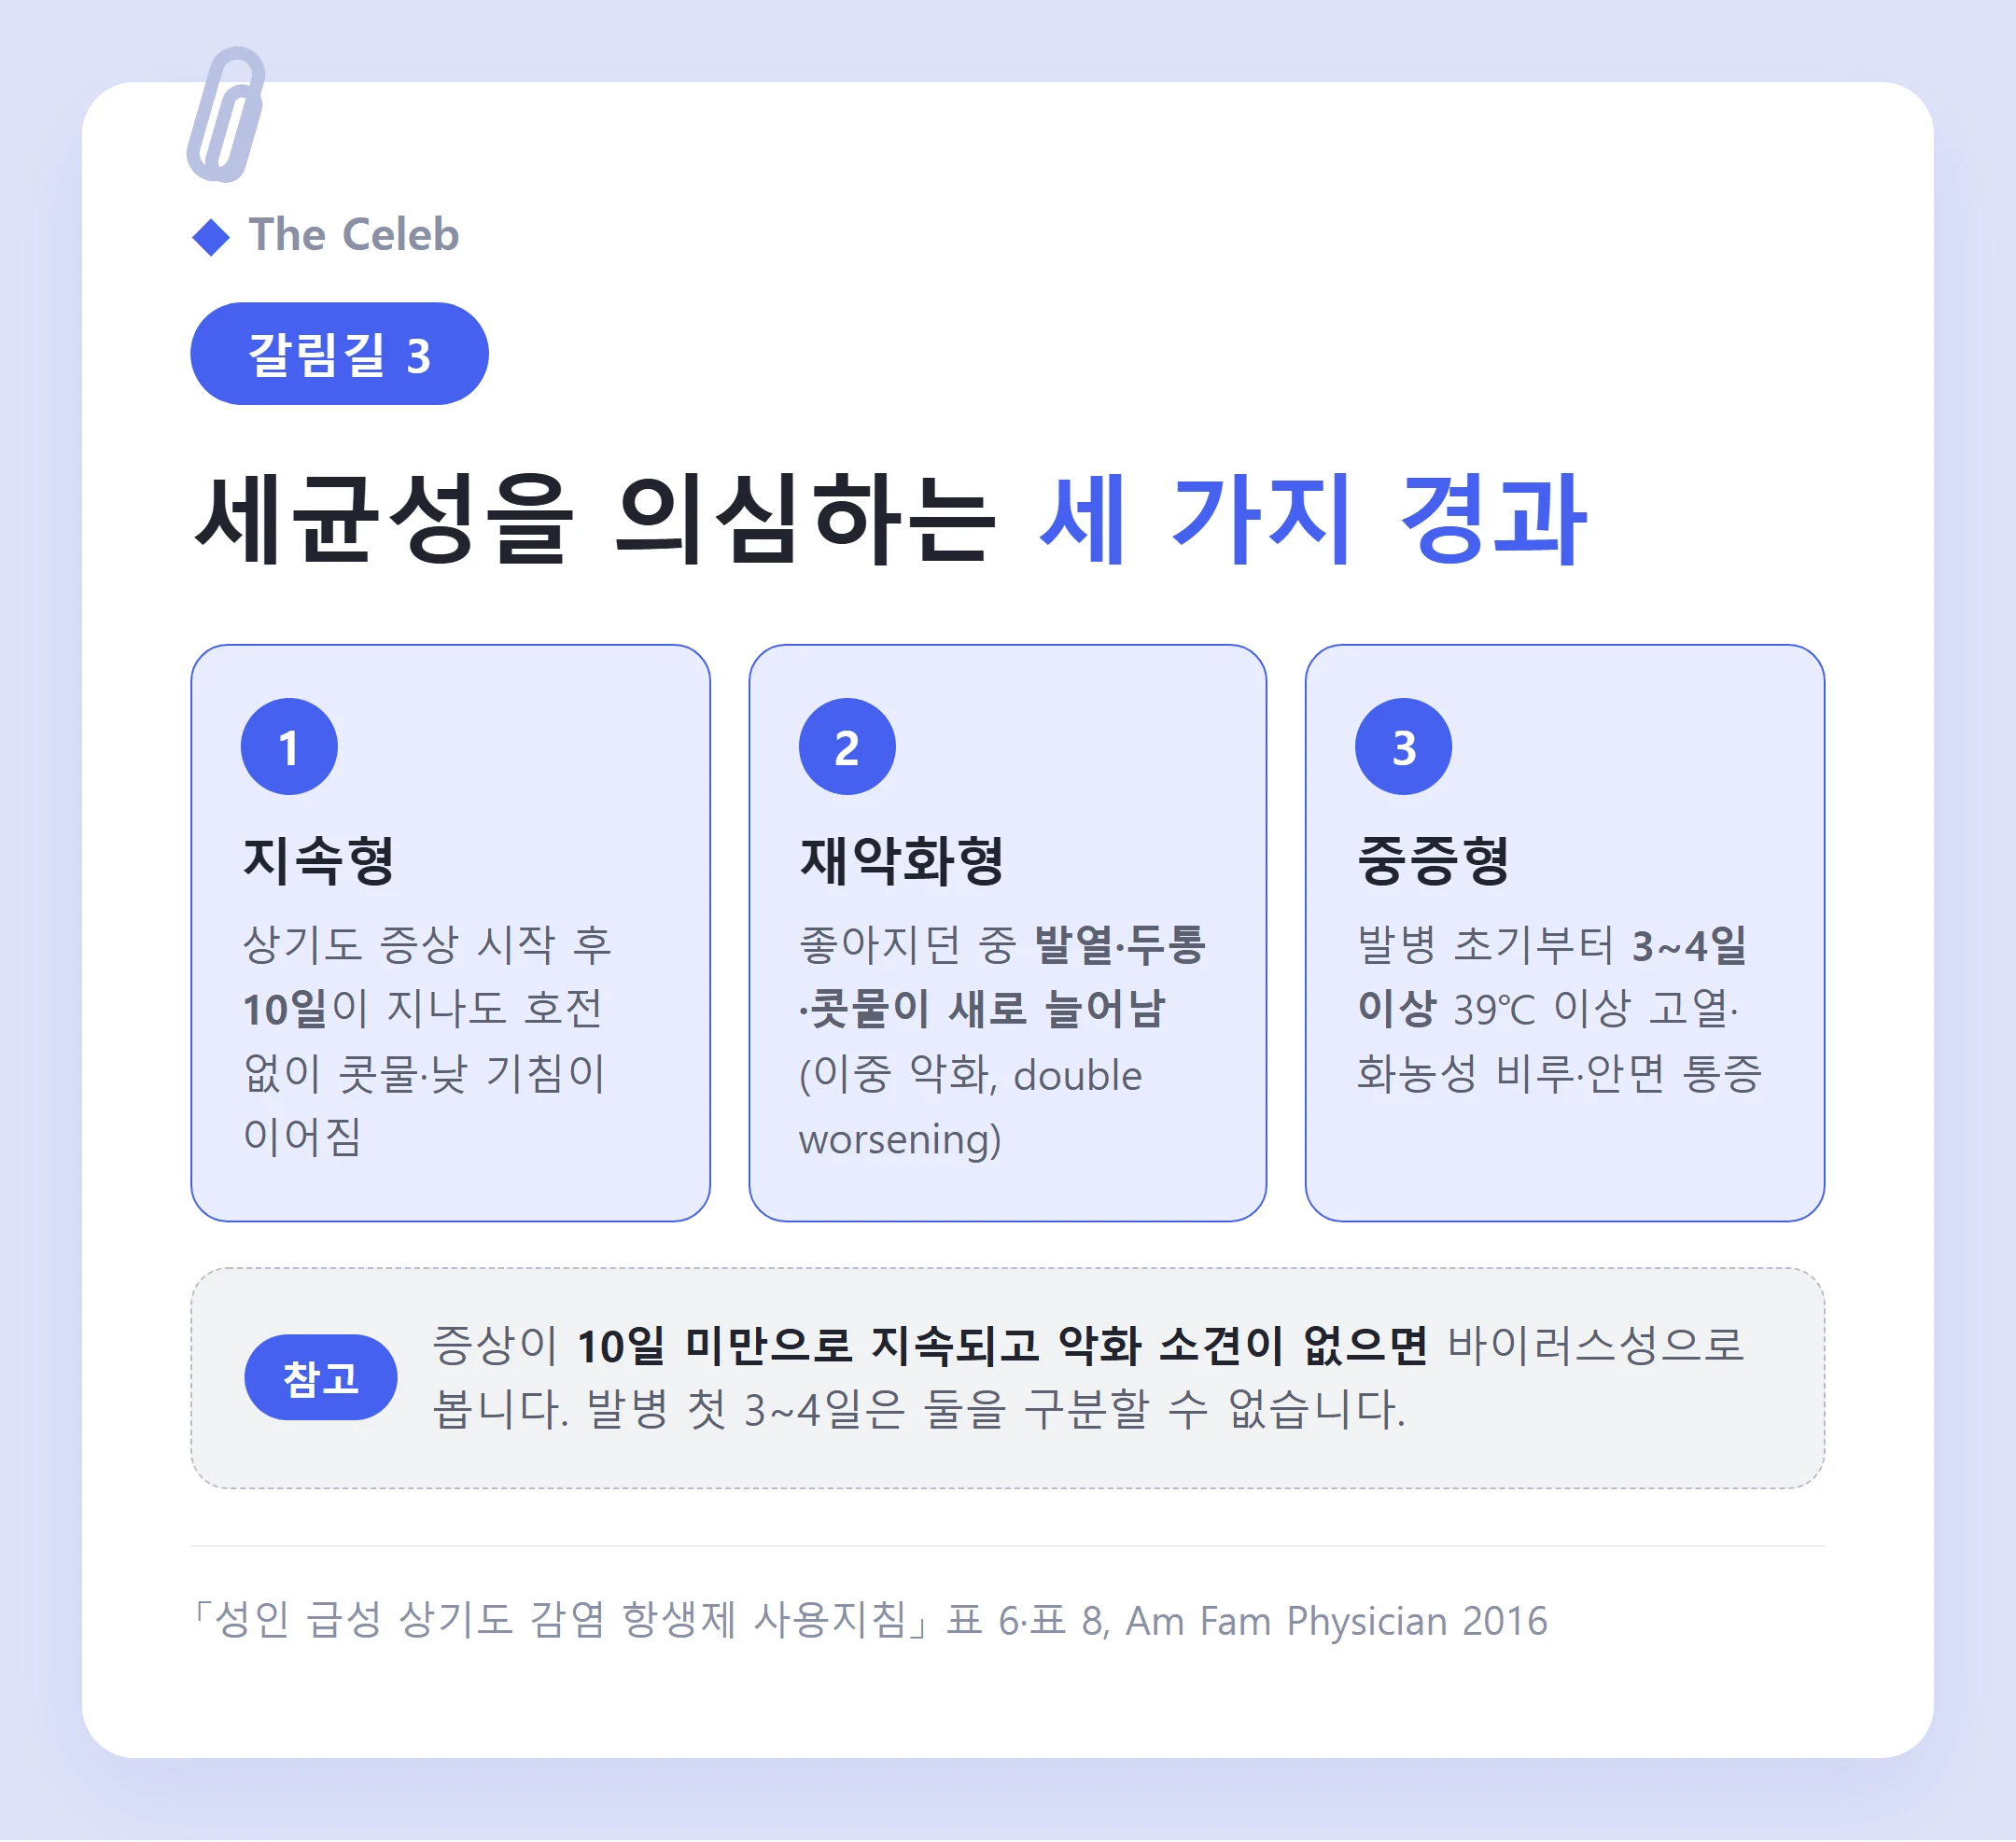 The Celeb
갈림길 3
세균성을 의심하는 세 가지 경과
1
지속형
상기도 증상 시작 후
10일이 지나도 호전
없이 콧물·낮 기침이
이어짐
2
재악화형
좋아지던 중 발열·두통
·콧물이 새로 늘어남
(이중 악화, double
worsening)
3
중증형
발병 초기부터 3~4일
이상 39℃ 이상 고열·
화농성 비루·안면 통증
참고
증상이 10일 미만으로 지속되고 악화 소견이 없으면 바이러스성으로
봅니다. 발병 첫 3~4일은 둘을 구분할 수 없습니다.
「성인 급성 상기도 감염 항생제 사용지침」 표 6·표 8, Am Fam Physician 2016